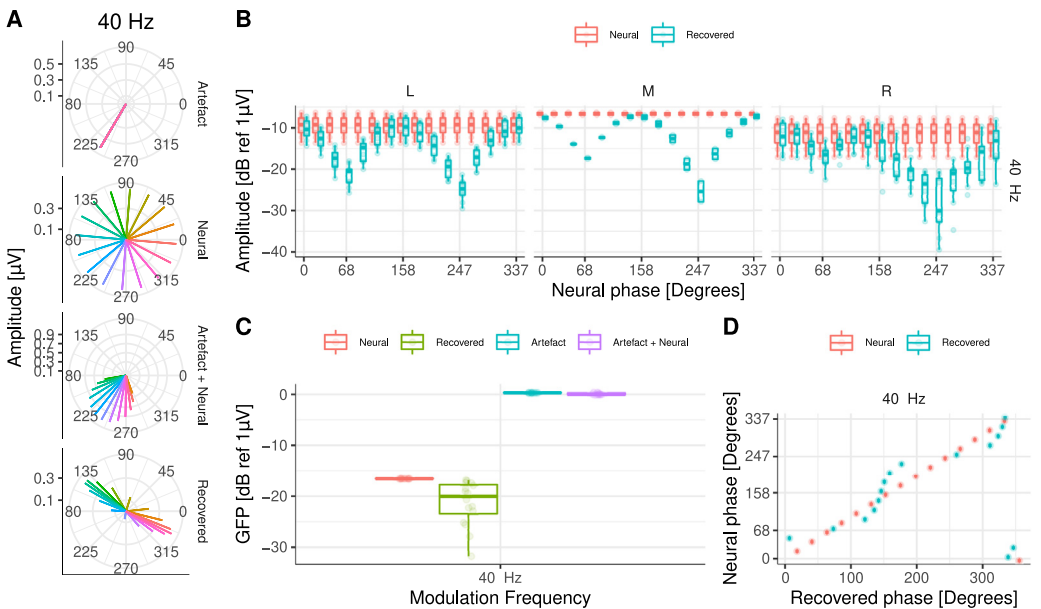 A
40 Hz
Amplitude [µV]
0.5
0.3
0.1
90
135
80
0
225
315
270
Artefact
0.3
0.1
90
135
45
80
0
225
315
270
Neural
0.9
0.7
0.5
0.3
0.1
90
135
45
80
0
225
315
270
Artefact + Neural
0.3
0.1
90
135
45
80
0
225
315
270
Recovered
B
Neural
Recovered
L
M
R
Amplitude [dB ref 1µV]
−10
−20
−30
−40
0
68
158
247
337
0
68
158
247
337
0
68
158
247
337
40 Hz
Neural phase [Degrees]
C
Neural
Recovered
Artefact
Artefact + Neural
GFP [dB ref 1µV]
0
−10
−20
−30
40 Hz
Modulation Frequency
D
Neural
Recovered
40 Hz
Neural phase [Degrees]
337
247
158
68
0
0
100
200
300
Recovered phase [Degrees]